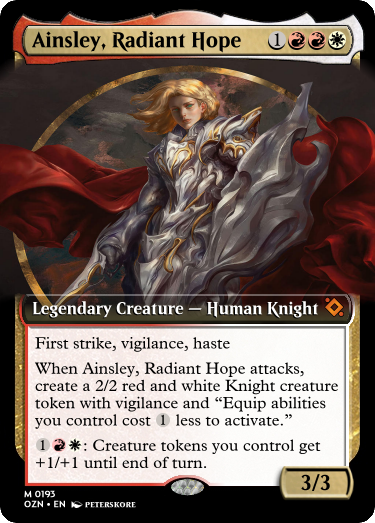 Ainsley, Radiant Hope 1
Legendary Creature — Human Knight
First strike, vigilance, haste
When Ainsley, Radiant Hope attacks,
create a 2/2 red and white Knight creature
token with vigilance and “Equip abilities
you control cost 1 less to activate.”
1: Creature tokens you control get
+1/+1 until end of turn.
3/3
M 0193
OZN • EN PETERSKORE